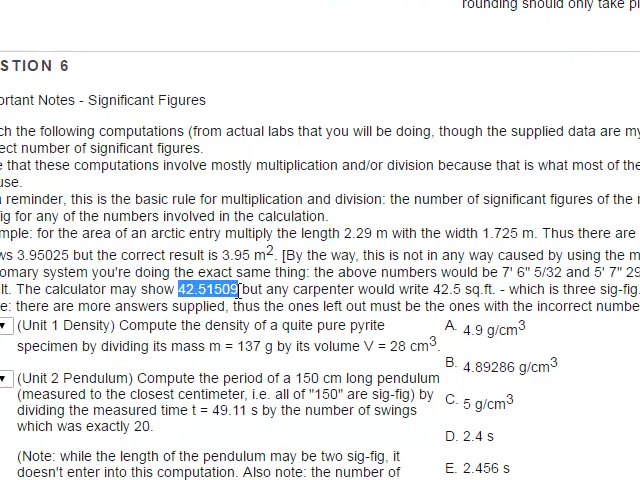 rounding should only take pl
STION 6
ortant Notes - Significant Figures
ch the following computations (from actual labs that you will be doing, though the supplied data are my
ect number of significant figures.
e that these computations involve mostly multiplication and/or division because that is what most of the
use.
reminder, this is the basic rule for multiplication and division: the number of significant figures of the r
fig for any of the numbers involved in the calculation.
mple: for the area of an arctic entry multiply the length 2.29 m with the width 1.725 m. Thus there are
ws 3.95025 but the correct result is 3.95 m2. [By the way, this is not in any way caused by using the m
omary system you're doing the exact same thing: the above numbers would be 7' 6" 5/32 and 5' 7" 29
lt. The calculator may show 42.51509 but any carpenter would write 42.5 sq.ft. - which is three sig-fig.
e: there are more answers supplied, thus the ones left out must be the ones with the incorrect numbe
(Unit 1 Density) Compute the density of a quite pure pyrite
specimen by dividing its mass m = 137 g by its volume V = 28 cm3.
(Unit 2 Pendulum) Compute the period of a 150 cm long pendulum
(measured to the closest centimeter, i.e. all of "150" are sig-fig) by
dividing the measured time t = 49.11 s by the number of swings
which was exactly 20.
(Note: while the length of the pendulum may be two sig-fig, it
doesn't enter into this computation. Also note: the number of
A. 4.9 g/cm3
B. 4.89286 g/cm3
C. 5 g/cm3
D. 2.4 s
E. 2.456 s